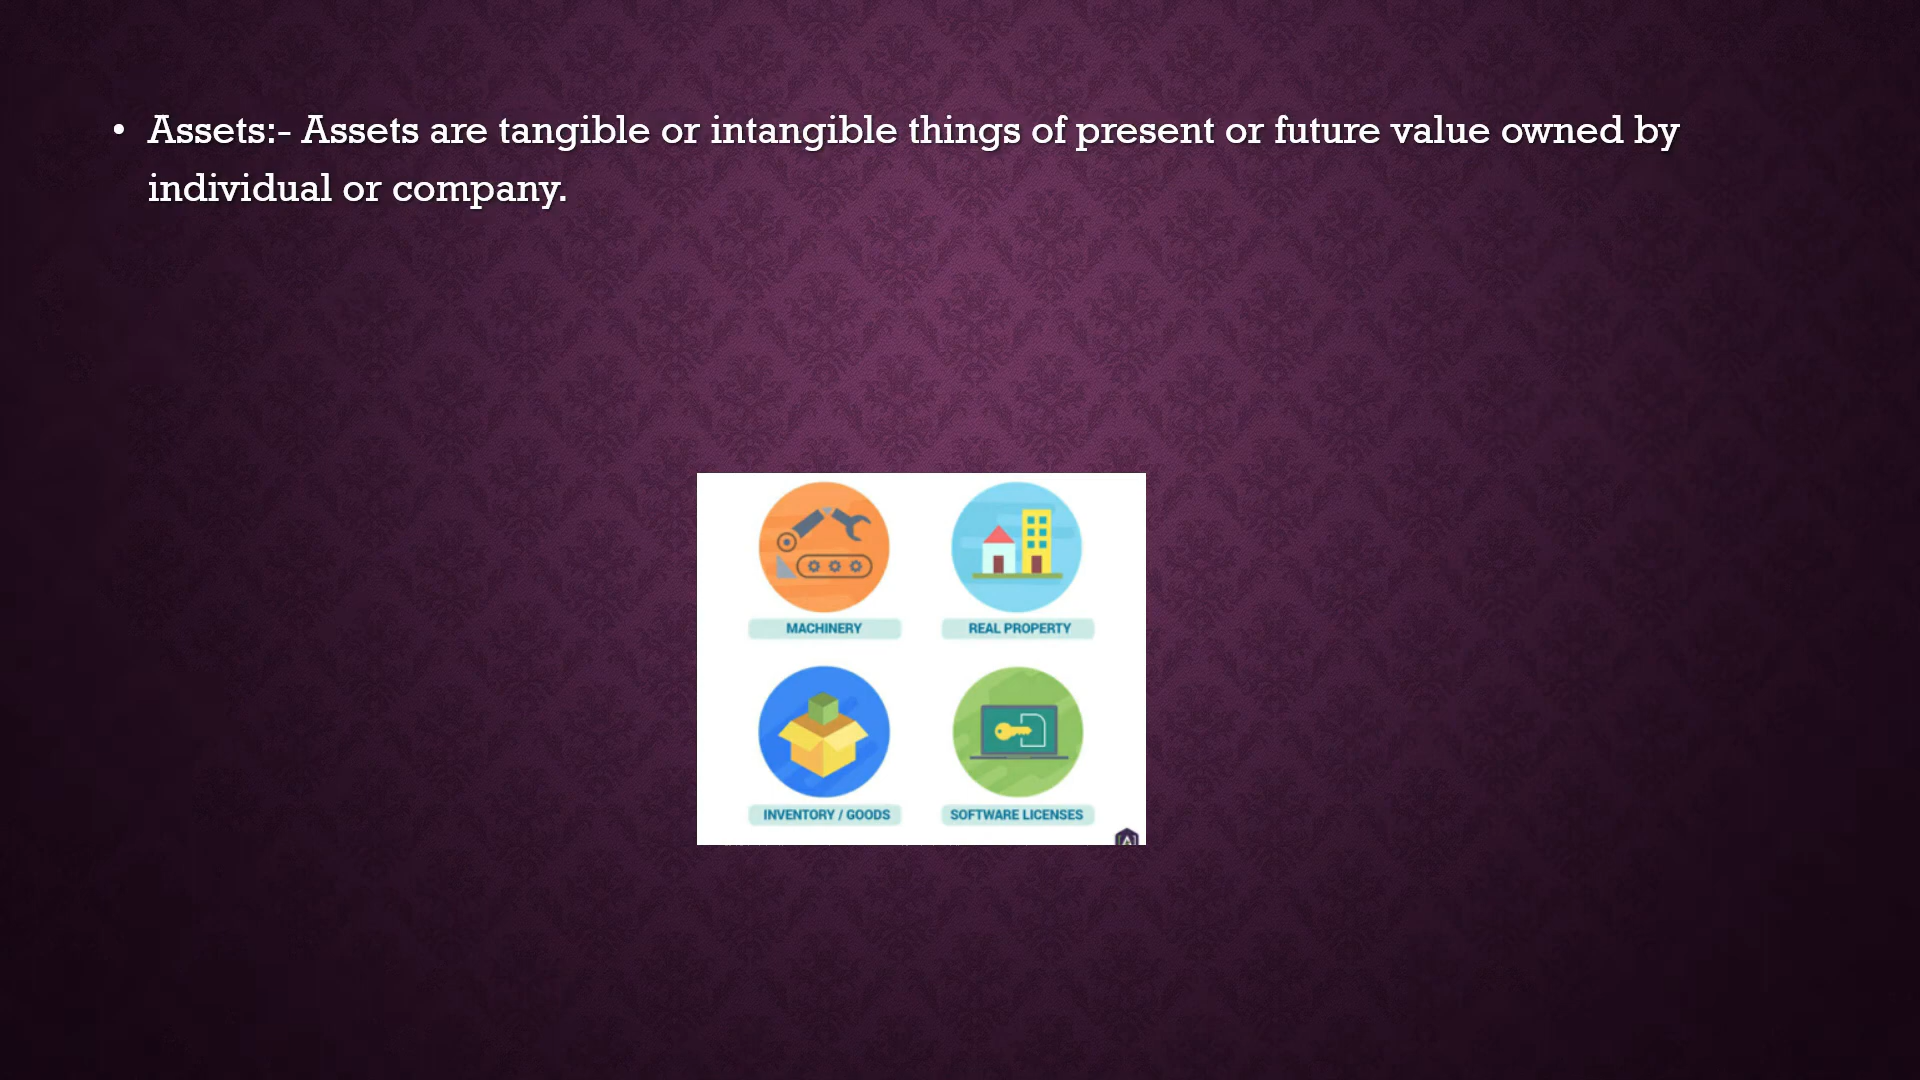 • Assets:- Assets are tangible or intangible things of present or future value owned by
individual or company.
MACHINERY
REAL PROPERTY
INVENTORY / GOODS
SOFTWARE LICENSES